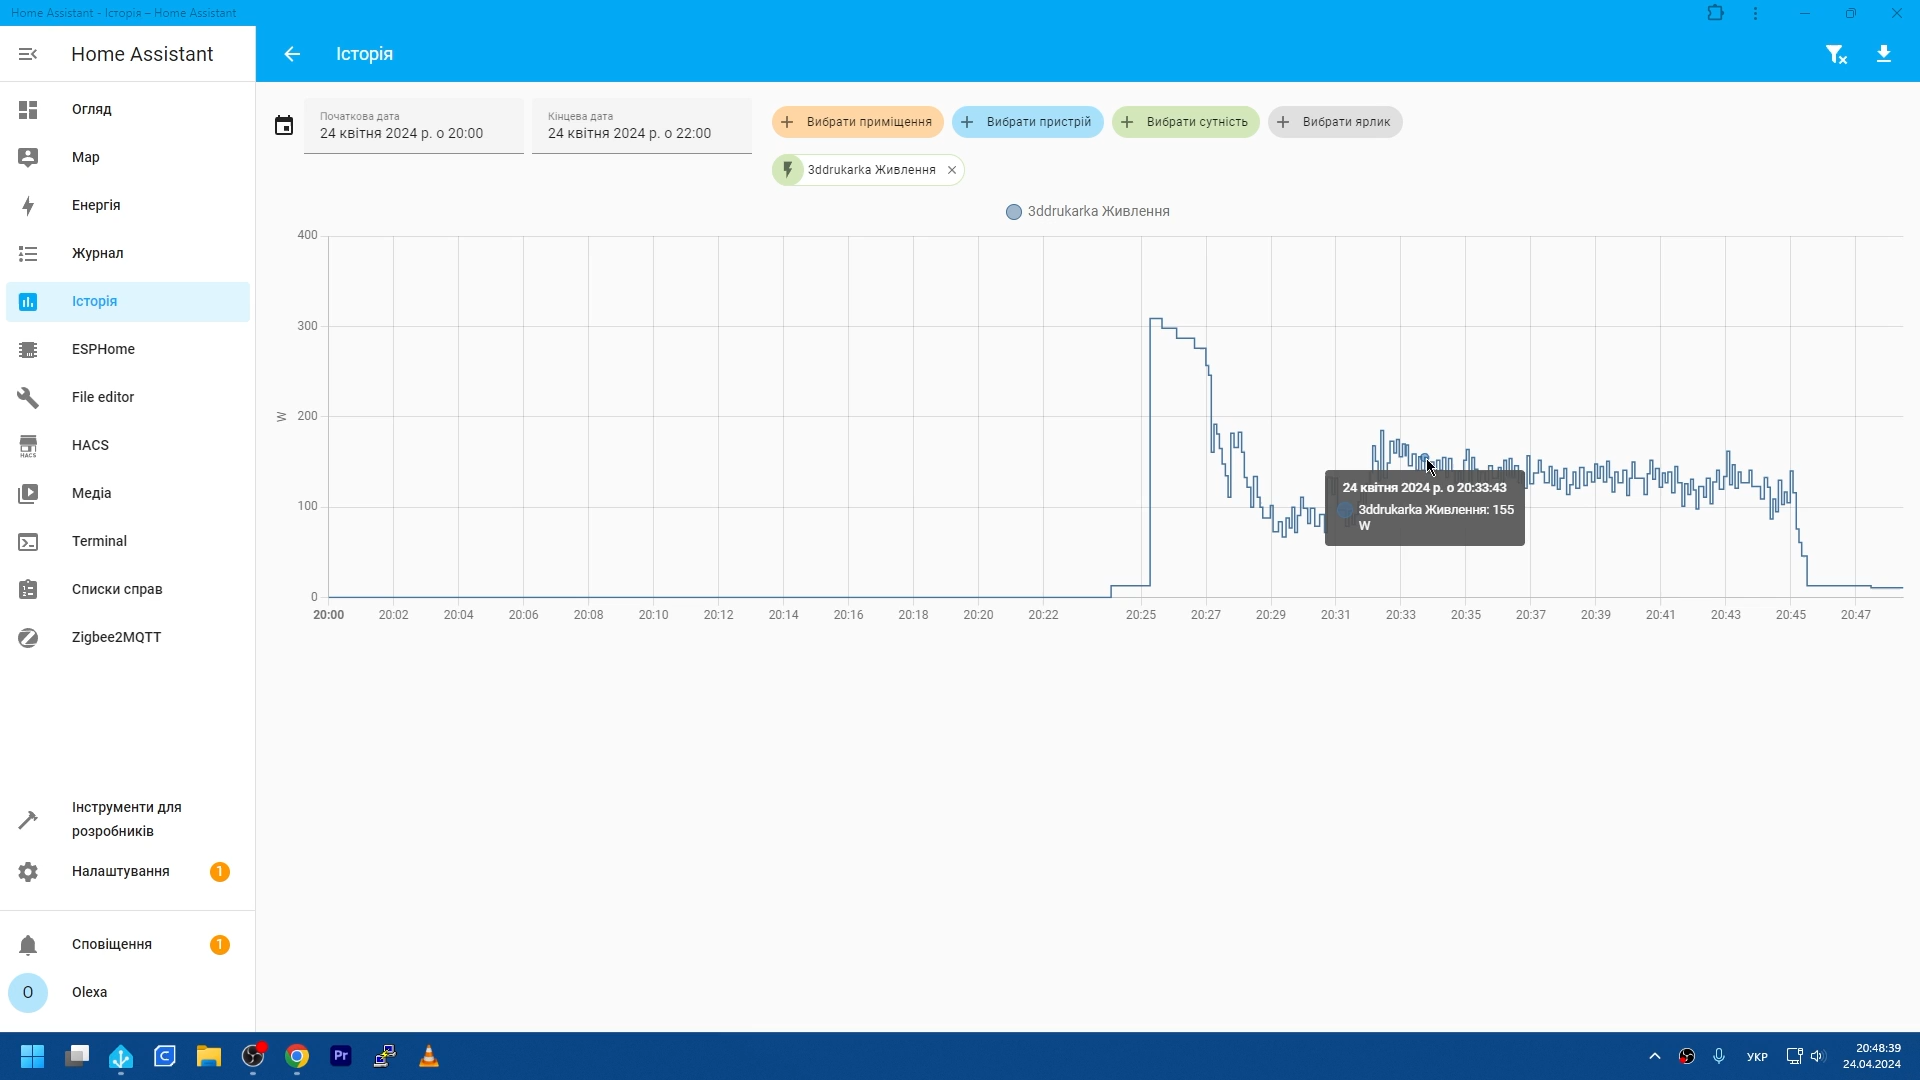 Home Assistant - Історія – Home Assistant
Home Assistant
Історія
Огляд
Початкова дата
24 квітня 2024 р. о 20:00
Кінцева дата
24 квітня 2024 р. о 22:00
Вибрати приміщення
Вибрати пристрій
Вибрати сутність
Вибрати ярлик
Map
3ddrukarka Живлення
Енергія
3ddrukarka Живлення
Журнал
Історія
ESPHome
File editor
HACS
HACS
Медіа
Terminal
Списки справ
Zigbee2MQTT
400
300
W
200
100
0
24 квітня 2024 р. о 20:33:43
3ddrukarka Живлення: 155
W
20:00 20:02 20:04 20:06 20:08 20:10 20:12 20:14 20:16 20:18 20:20 20:22 20:25 20:27 20:29 20:31 20:33 20:35 20:37 20:39 20:41 20:43 20:45 20:47
Інструменти для
розробників
Налаштування 1
Сповіщення 1
O Olexa
C
Pr
УКР
20:48:39
24.04.2024